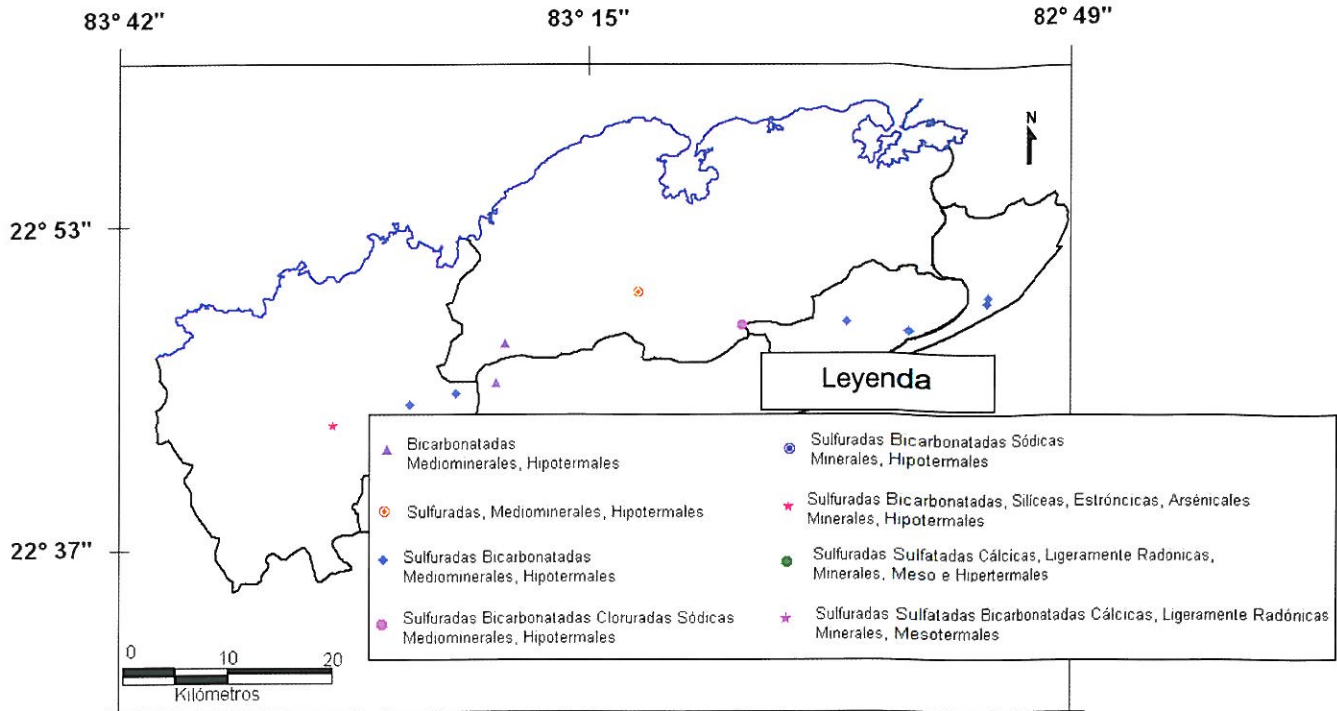 83° 42"
83° 15"
82° 49"
N
22° 53"
22° 37"
Leyenda
Bicarbonatadas
Mediominerales, Hipotermales
Sulfuradas, Mediominerales, Hipotermales
Sulfuradas Bicarbonatadas
Mediominerales, Hipotermales
Sulfuradas Bicarbonatadas Cloruradas Sódicas
Mediominerales, Hipotermales
Sulfuradas Bicarbonatadas Sódicas
Minerales, Hipotermales
Sulfuradas Bicarbonatadas, Silíceas, Estróncicas, Arsénicales
Minerales, Hipotermales
Sulfuradas Sulfatadas Cálcicas, Ligeramente Radónicas,
Minerales, Meso e Hipertermales
Sulfuradas Sulfatadas Bicarbonatadas Cálcicas, Ligeramente Radónicas
Minerales, Mesotermales
0 10 20
Kilómetros